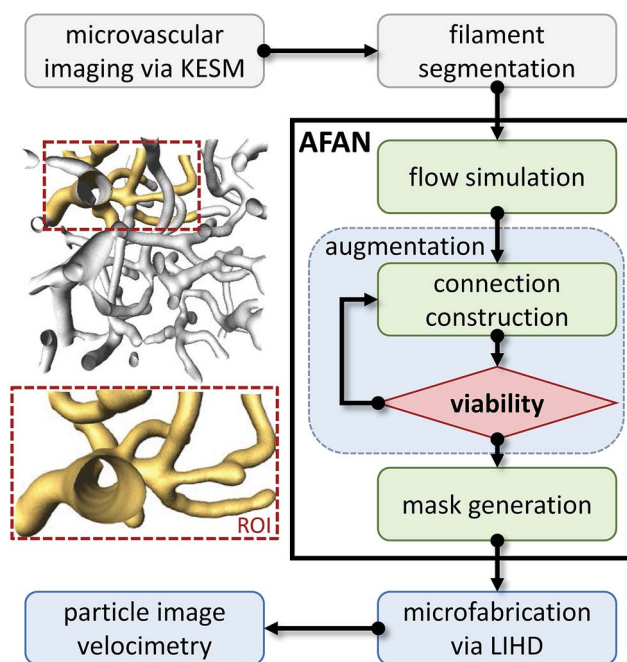 microvascular
imaging via KESM
filament
segmentation
AFAN
flow simulation
augmentation
connection
construction
viability
ROI
mask generation
particle image
velocimetry
microfabrication
via LIHD